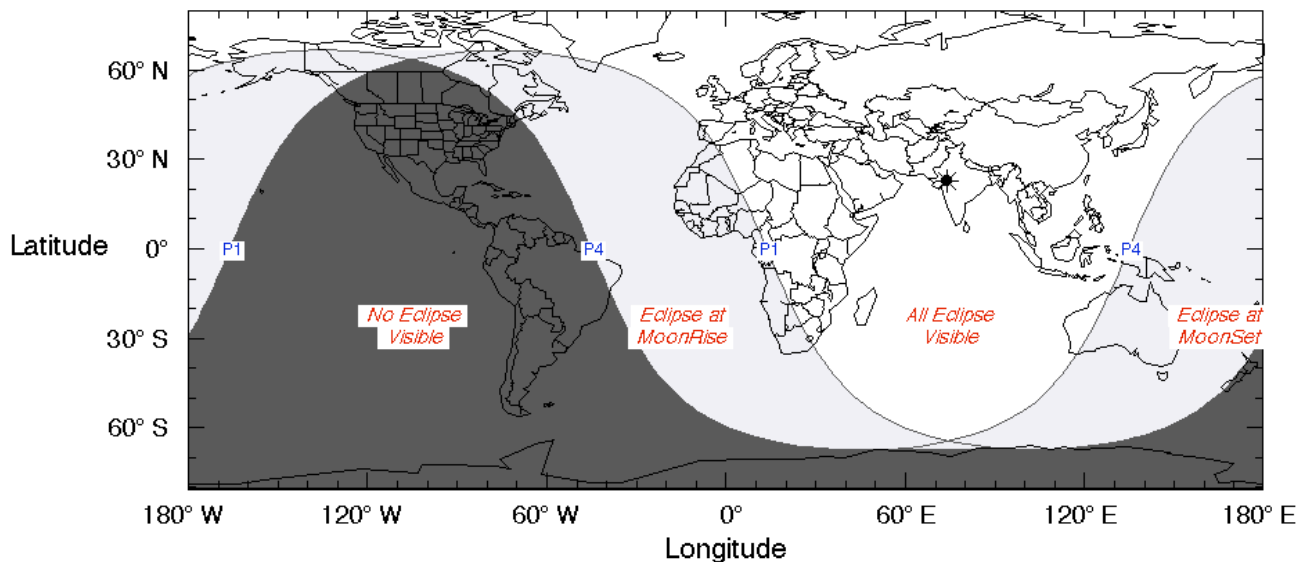 60° N
30° N
Latitude
0°
30° S
60° S
P1
P4
P1
P4
No Eclipse
Visible
Eclipse at
MoonRise
All Eclipse
Visible
Eclipse at
MoonSet
180° W
120° W
60° W
0°
60° E
120° E
180° E
Longitude